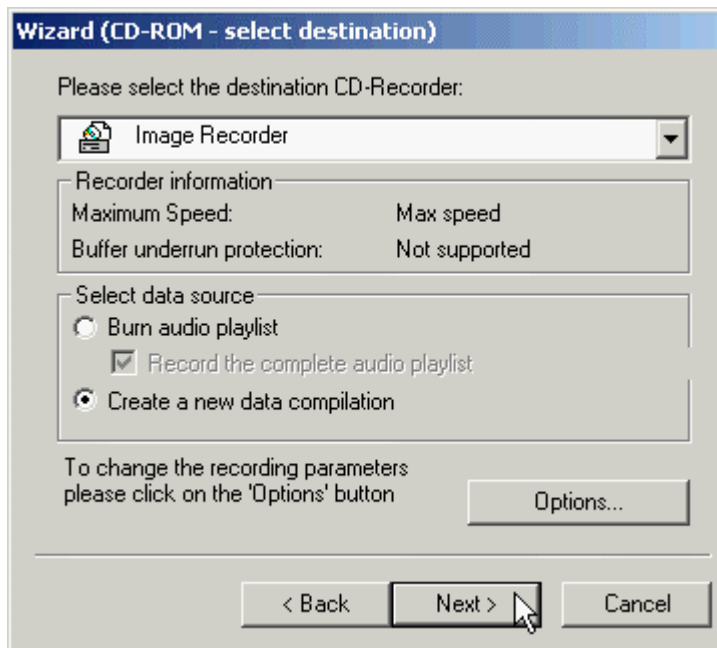 Wizard (CD-ROM - select destination)
Please select the destination CD-Recorder:
Image Recorder
Recorder information
Maximum Speed: Max speed
Buffer underrun protection: Not supported
Select data source
Burn audio playlist
Record the complete audio playlist
Create a new data compilation
To change the recording parameters
please click on the 'Options' button
Options...
< Back Next > Cancel